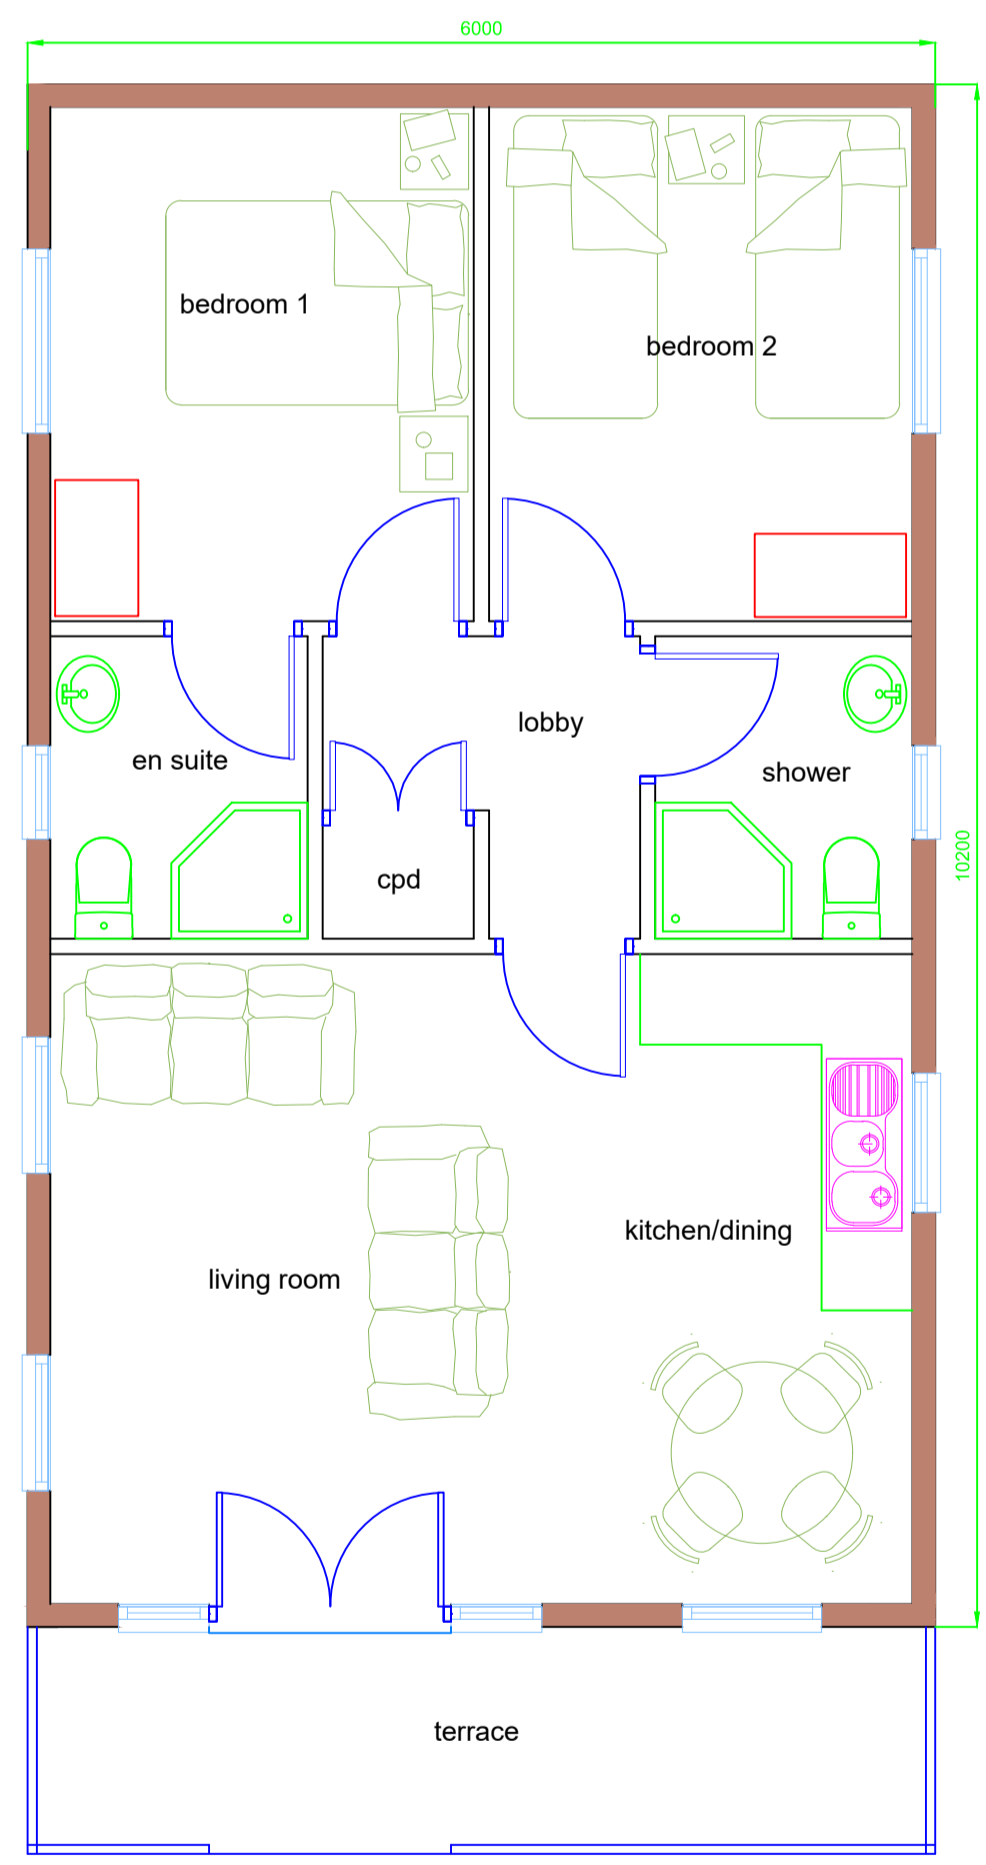 6000
bedroom 1
bedroom 2
lobby
en suite
shower
10200
cpd
kitchen/dining
living room
terrace